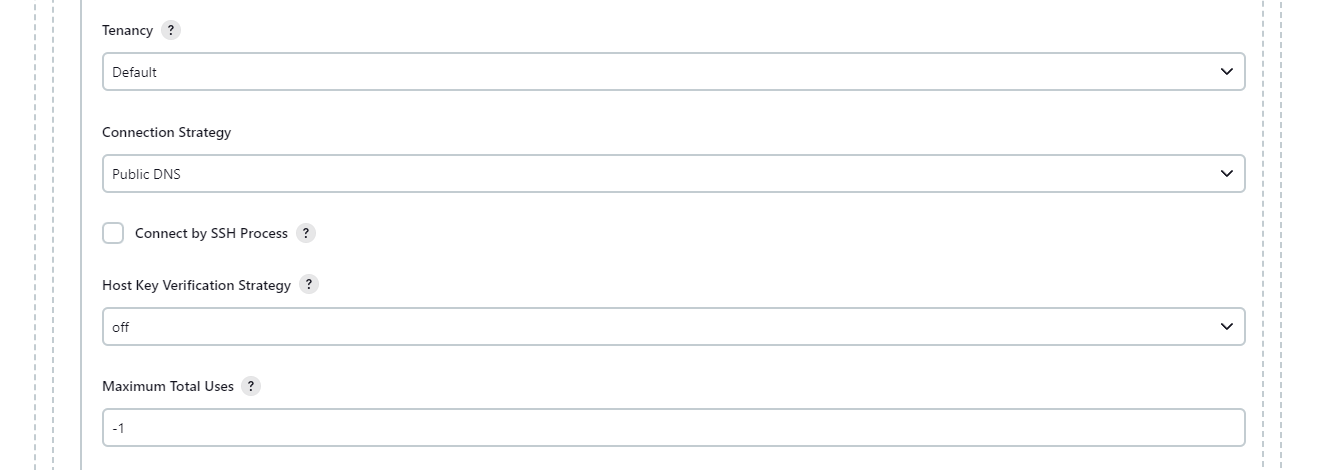 Tenancy ?
Default
Connection Strategy
Public DNS
Connect by SSH Process ?
Host Key Verification Strategy ?
off
Maximum Total Uses ?
-1